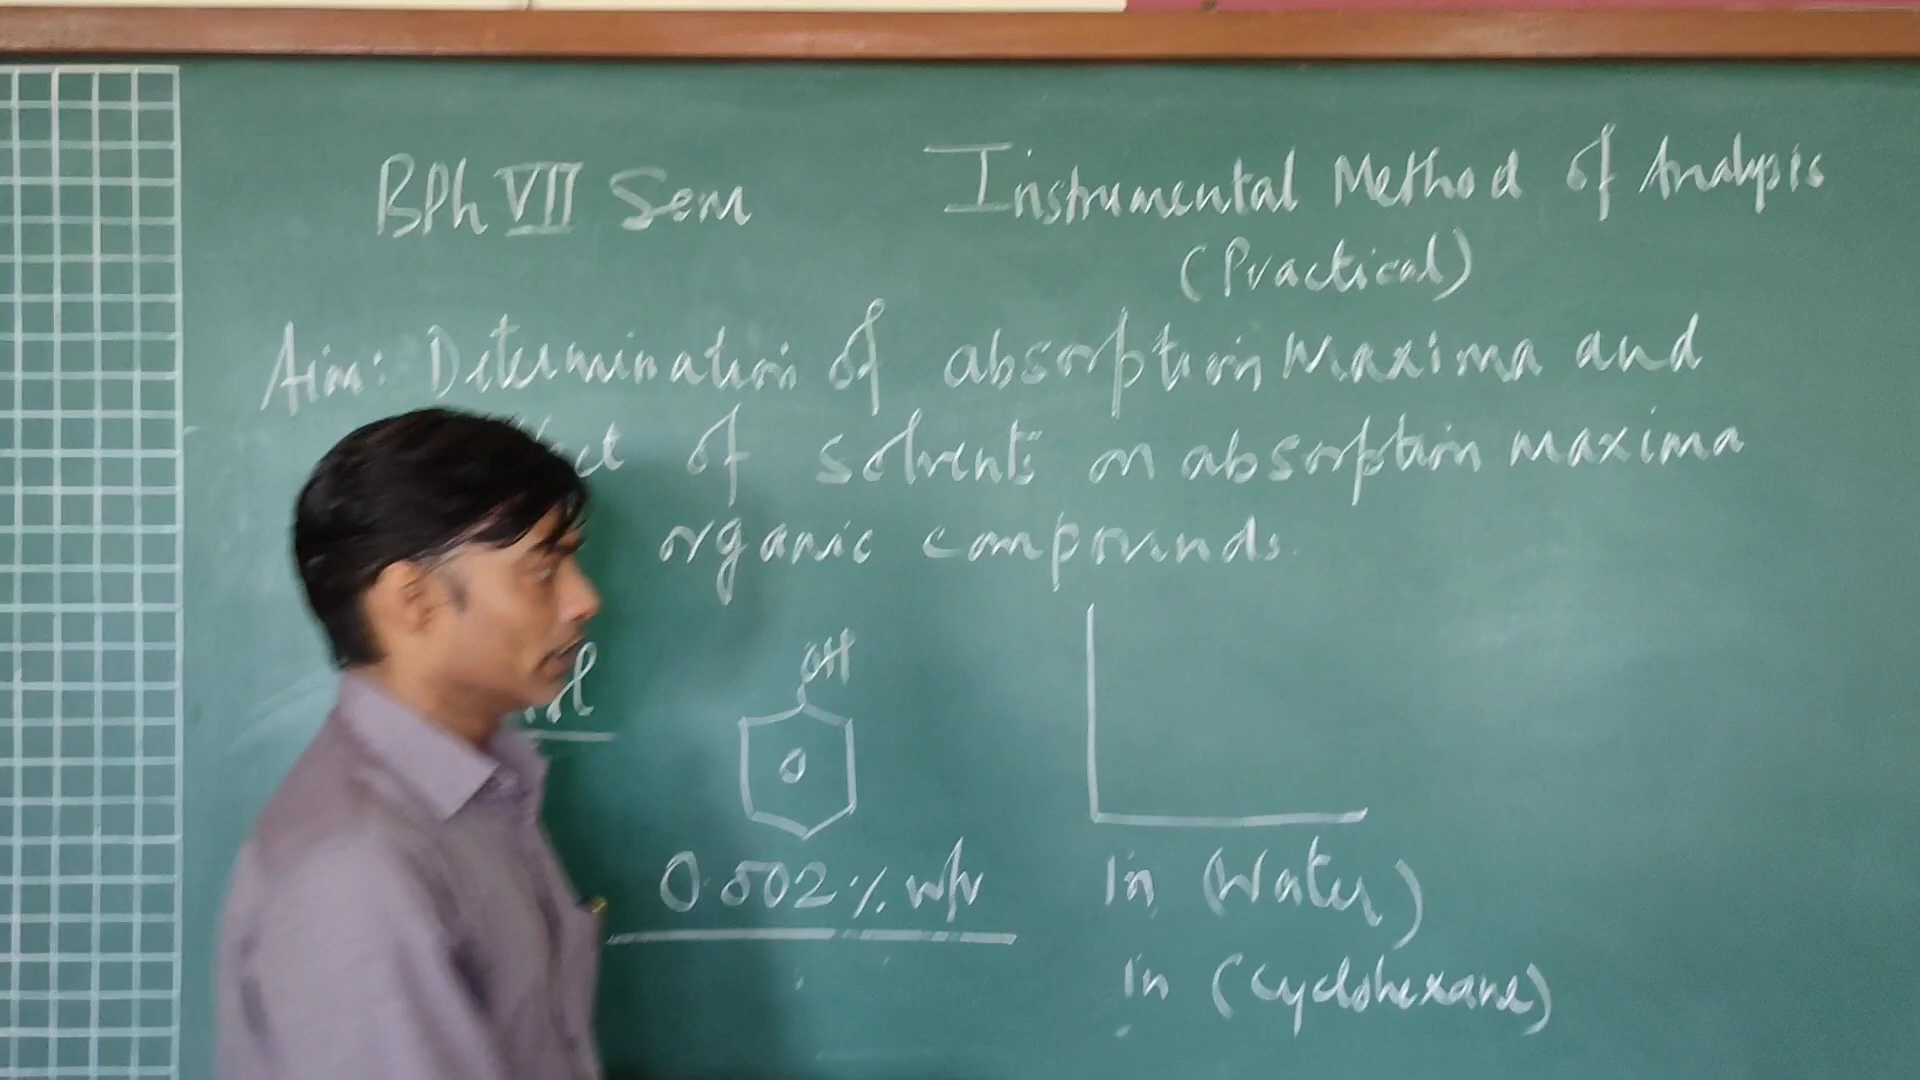 BPh VII Sem
Instrumental Method of Analysis
(Practical)
Aim: Determination of absorption maxima and
of solvents on absorption maxima
organic compounds.
OH
0.002% w/v
In (Water)
In (Cyclohexane)